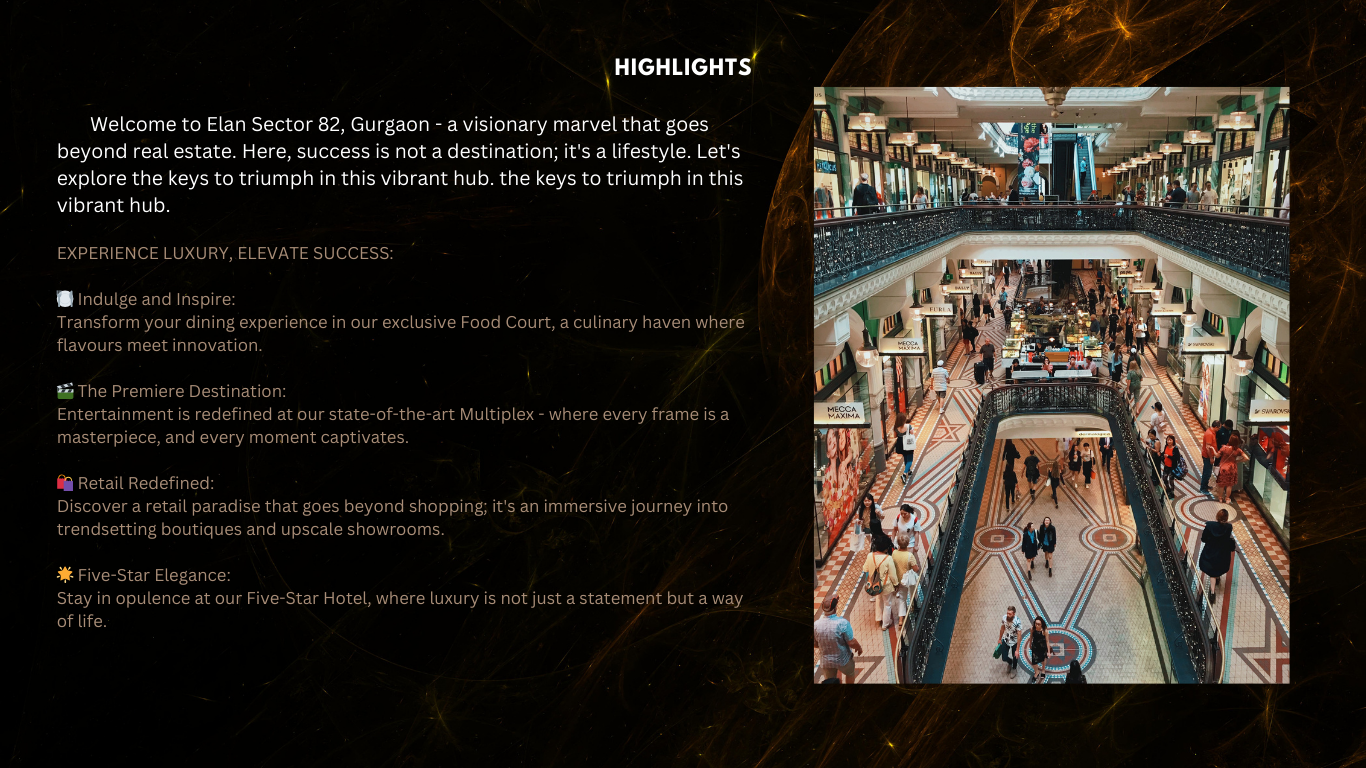 HIGHLIGHTS
Welcome to Elan Sector 82, Gurgaon - a visionary marvel that goes
beyond real estate. Here, success is not a destination; it's a lifestyle. Let's
explore the keys to triumph in this vibrant hub. the keys to triumph in this
vibrant hub.
EXPERIENCE LUXURY, ELEVATE SUCCESS:
🍽️ Indulge and Inspire:
Transform your dining experience in our exclusive Food Court, a culinary haven where
flavours meet innovation.
🎬 The Premiere Destination:
Entertainment is redefined at our state-of-the-art Multiplex - where every frame is a
masterpiece, and every moment captivates.
🛍️ Retail Redefined:
Discover a retail paradise that goes beyond shopping; it's an immersive journey into
trendsetting boutiques and upscale showrooms.
🌟 Five-Star Elegance:
Stay in opulence at our Five-Star Hotel, where luxury is not just a statement but a way
of life.
FURLA
MECCA
MAXIMA
SWAROVSKI
MECCA
MAXIMA